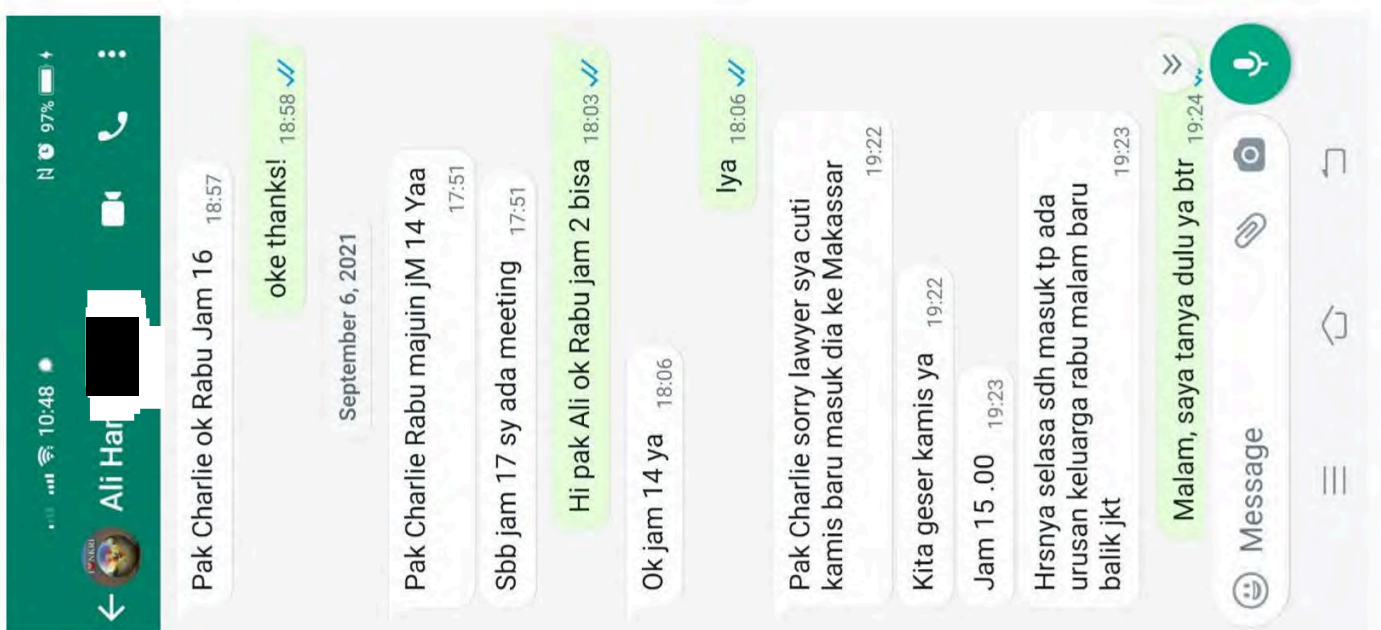 10:48
97%
Ali Har
Pak Charlie ok Rabu Jam 16 18:57
oke thanks! 18:58
September 6, 2021
Pak Charlie Rabu majuin jM 14 Yaa
17:51
Sbb jam 17 sy ada meeting 17:51
Hi pak Ali ok Rabu jam 2 bisa 18:03
Ok jam 14 ya 18:06
Iya 18:06
Pak Charlie sorry lawyer sya cuti
kamis baru masuk dia ke Makassar
19:22
Kita geser kamis ya 19:22
Jam 15 .00 19:23
Hrsnya selasa sdh masuk tp ada
urusan keluarga rabu malam baru
balik jkt 19:23
Malam, saya tanya dulu ya btr 19:24
Message